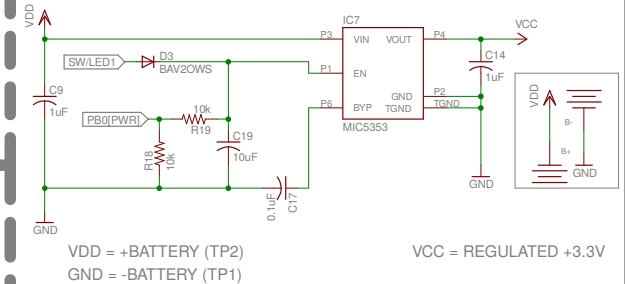 VDD
IC7
P3
VIN
VOUT
P4
VCC
SW/LED1
D3
BAV2OWS
P1
EN
C14
1uF
C9
1uF
10k
PB0[PWR]
R19
P6
BYP
GND
P2
TGND
TGND
MIC5353
VDD
B-
B+
GND
R18
10k
C19
10uF
0.1uF
C17
GND
GND
VDD = +BATTERY (TP2)
VCC = REGULATED +3.3V
GND = -BATTERY (TP1)